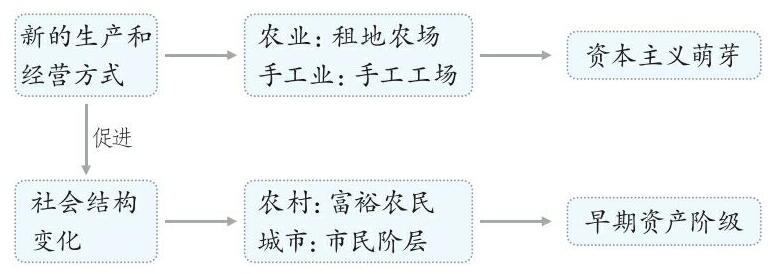 新的生产和
经营方式
农业：租地农场
手工业：手工工场
资本主义萌芽
促进
社会结构
变化
农村：富裕农民
城市：市民阶层
早期资产阶级